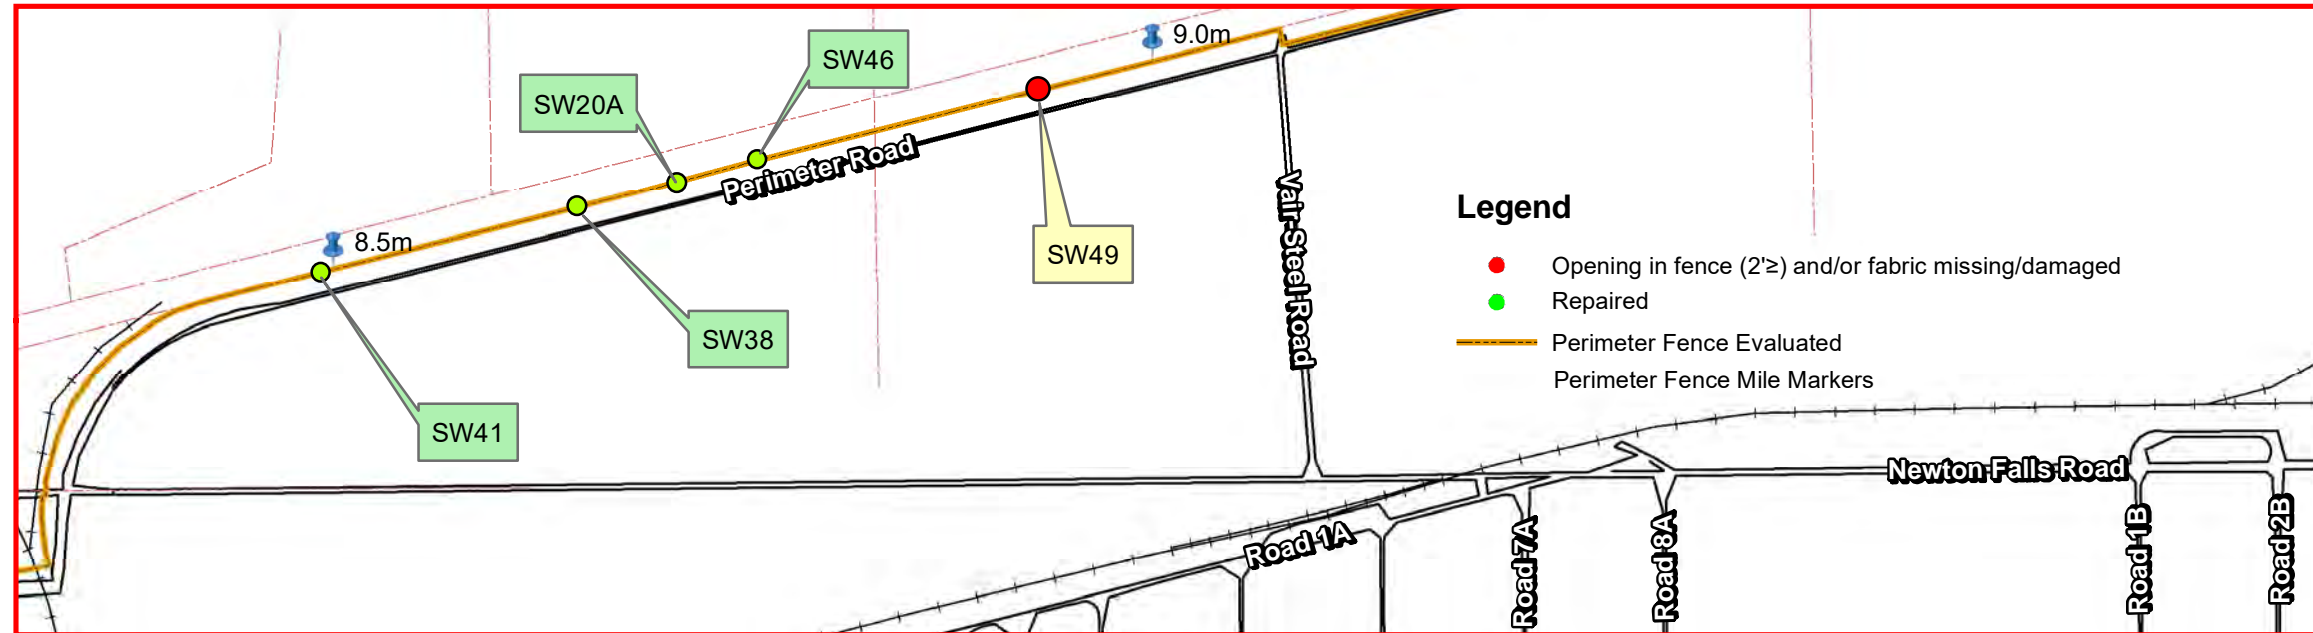 9.0m
SW46
SW20A
Perimeter Road
8.5m
SW49
SW38
SW41
Vair-Steel Road
Legend
Opening in fence (2'≥) and/or fabric missing/damaged
Repaired
Perimeter Fence Evaluated
Perimeter Fence Mile Markers
Newton Falls Road
Road 1A
Road 7A
Road 8A
Road 1B
Road 2B